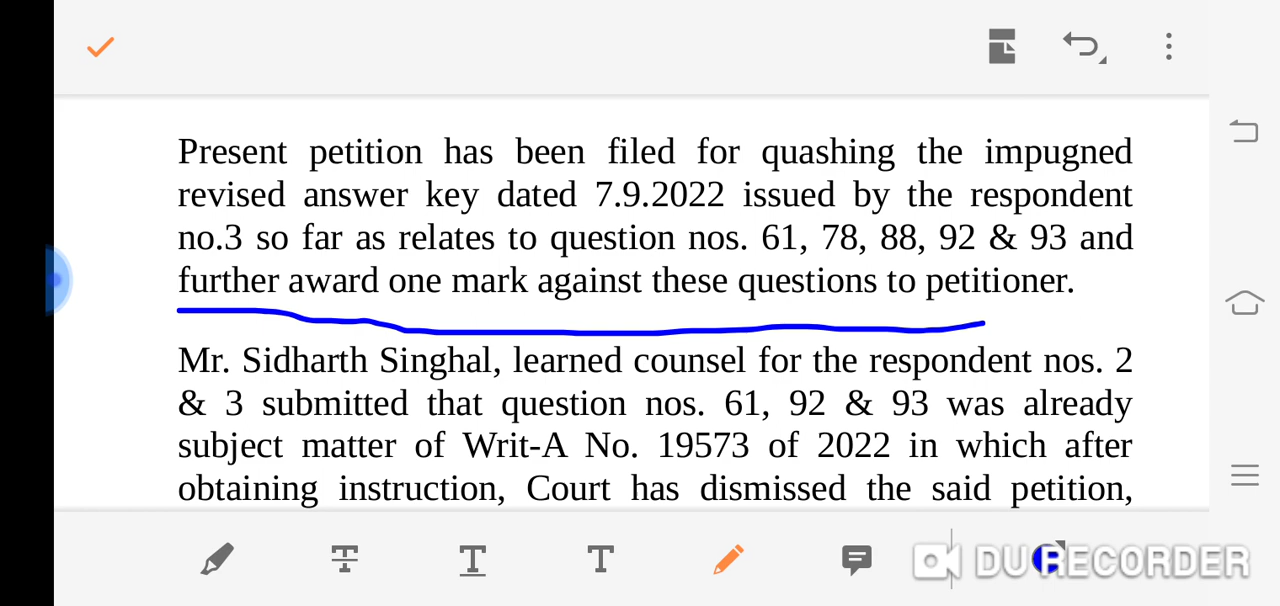 Present petition has been filed for quashing the impugned
revised answer key dated 7.9.2022 issued by the respondent
no.3 so far as relates to question nos. 61, 78, 88, 92 & 93 and
further award one mark against these questions to petitioner.
Mr. Sidharth Singhal, learned counsel for the respondent nos. 2
& 3 submitted that question nos. 61, 92 & 93 was already
subject matter of Writ-A No. 19573 of 2022 in which after
obtaining instruction, Court has dismissed the said petition,
T T T
DU RECORDER